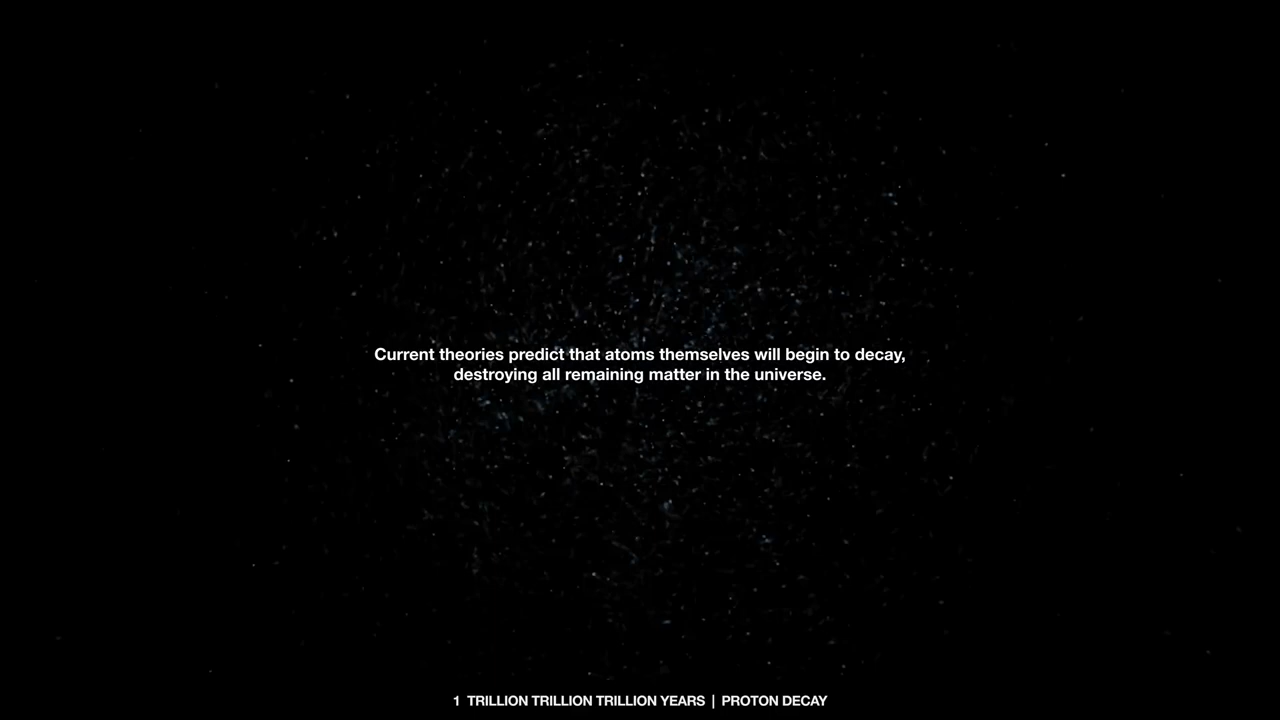 Current theories predict that atoms themselves will begin to decay,
destroying all remaining matter in the universe.
1 TRILLION TRILLION TRILLION YEARS | PROTON DECAY